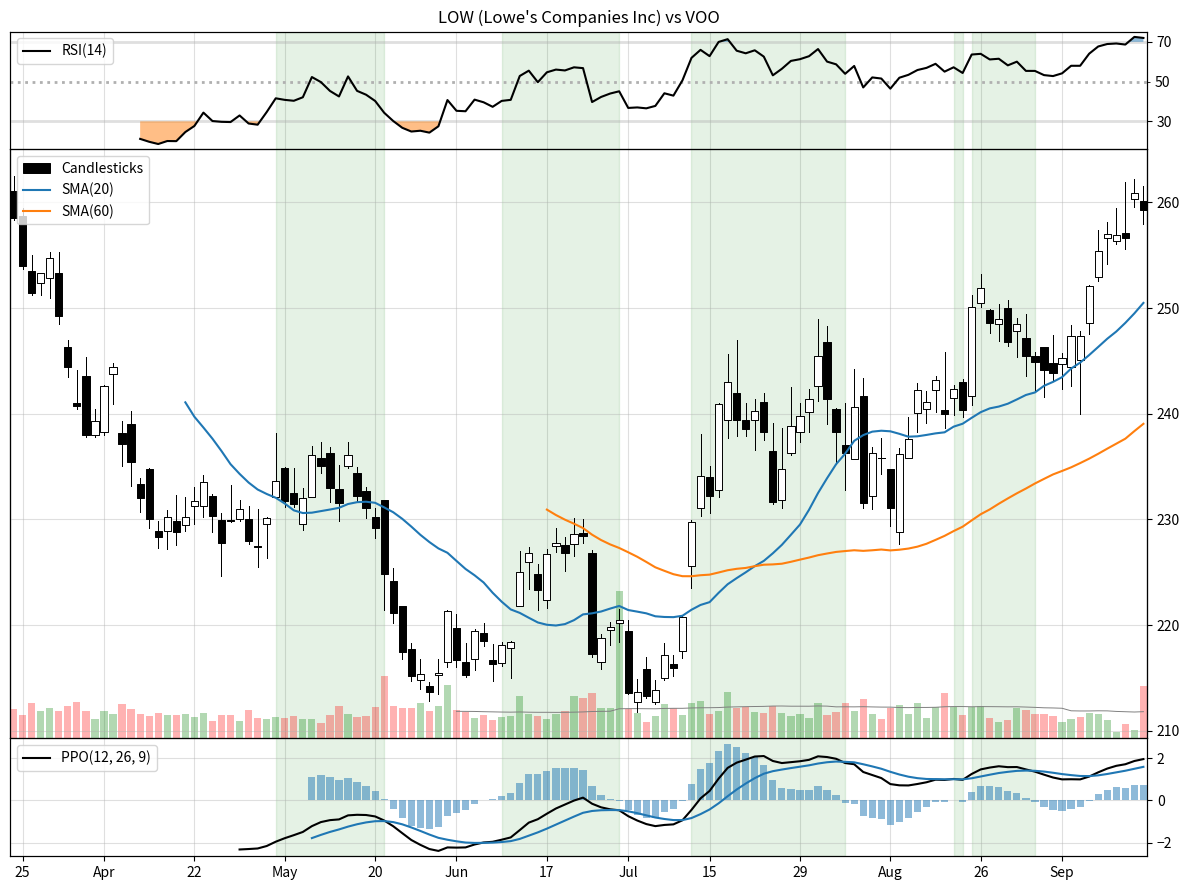 LOW (Lowe's Companies Inc) vs VOO
RSI(14)
70
50
30
Candlesticks
SMA(20)
SMA(60)
260
250
240
230
220
210
PPO(12, 26, 9)
2
0
−2
25 Apr 22 May 20 Jun 17 Jul 15 29 Aug 26 Sep